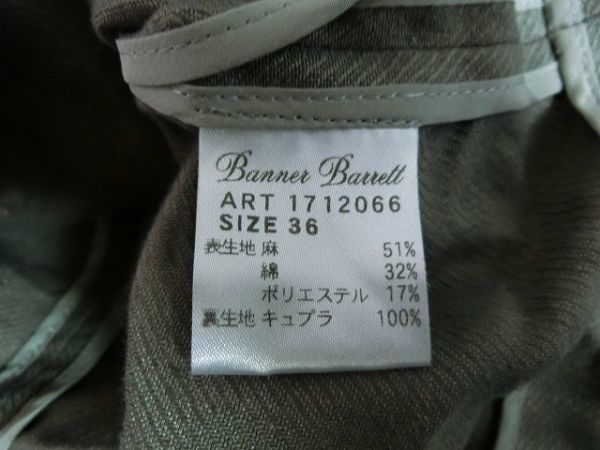 Banner Barrett
ART 1712066
SIZE 36
表生地 麻 51%
綿 32%
ポリエステル 17%
裏生地 キュプラ 100%